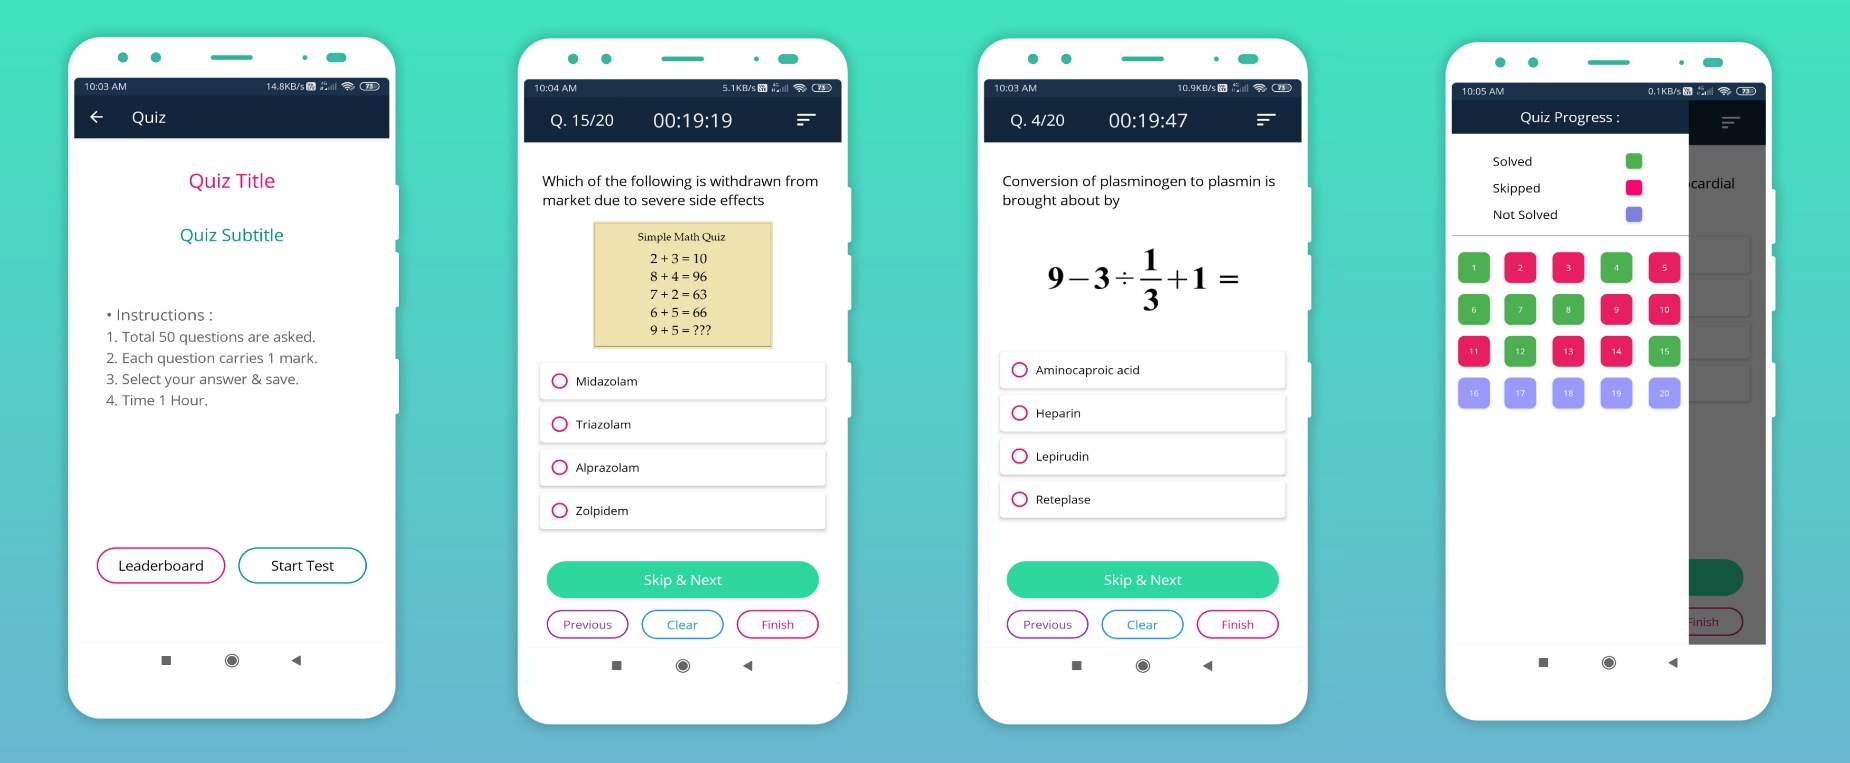 10:03 AM
14.8KB/s
73
Quiz
Quiz Title
Quiz Subtitle
• Instructions :
1. Total 50 questions are asked.
2. Each question carries 1 mark.
3. Select your answer & save.
4. Time 1 Hour.
Leaderboard
Start Test
10:04 AM
5.1KB/s
73
Q. 15/20
00:19:19
Which of the following is withdrawn from
market due to severe side effects
Simple Math Quiz
2 + 3 = 10
8 + 4 = 96
7 + 2 = 63
6 + 5 = 66
9 + 5 = ???
Midazolam
Triazolam
Alprazolam
Zolpidem
Skip & Next
Previous
Clear
Finish
10:03 AM
10.9KB/s
73
Q. 4/20
00:19:47
Conversion of plasminogen to plasmin is
brought about by
9 − 3 ÷ 1/3 + 1 =
Aminocaproic acid
Heparin
Lepirudin
Reteplase
Skip & Next
Previous
Clear
Finish
10:05 AM
0.1KB/s
73
Quiz Progress :
Solved
Skipped
Not Solved
1 2 3 4 5
6 7 8 9 10
11 12 13 14 15
16 17 18 19 20
cardial
Finish